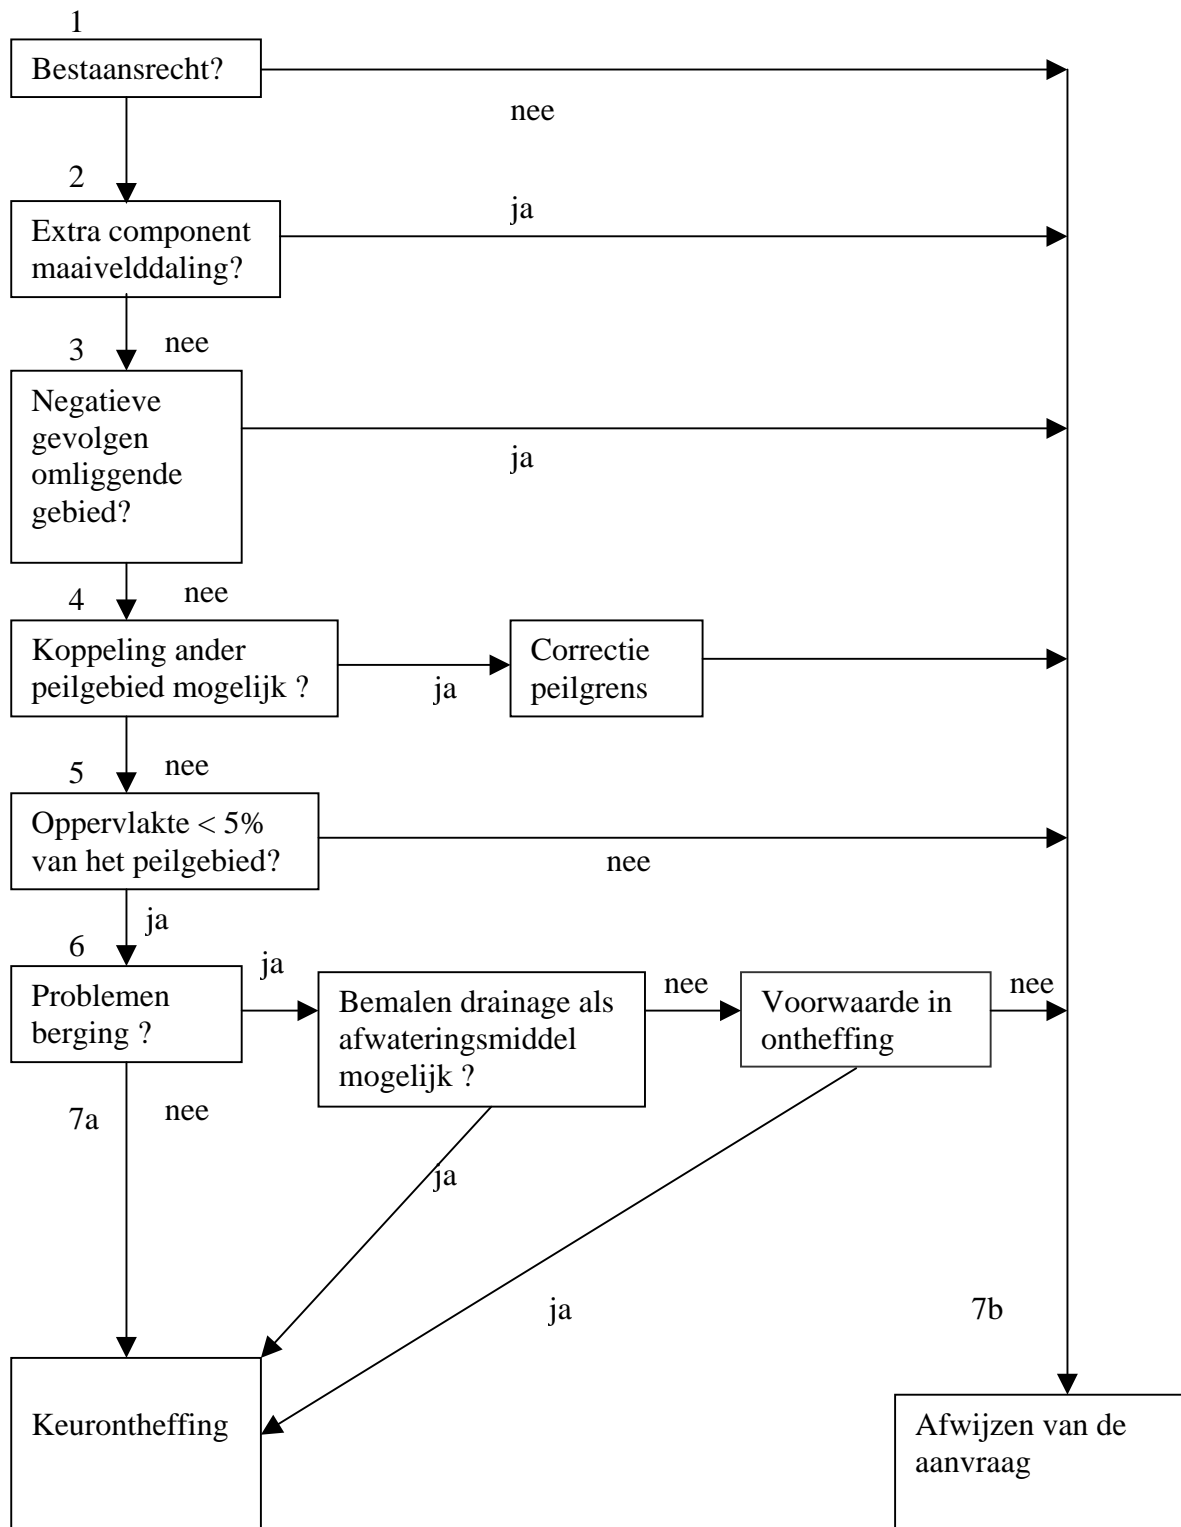 1
Bestaansrecht?
nee
2
ja
Extra component
maaivelddaling?
3
nee
Negatieve
gevolgen
omliggende
gebied?
ja
4
nee
Koppeling ander
peilgebied mogelijk ?
ja
Correctie
peilgrens
5
nee
Oppervlakte < 5%
van het peilgebied?
nee
ja
6
Problemen
berging ?
ja
Bemalen drainage als
afwateringsmiddel
mogelijk ?
nee
Voorwaarde in
ontheffing
nee
7a
nee
ja
ja
7b
Keurontheffing
Afwijzen van de
aanvraag